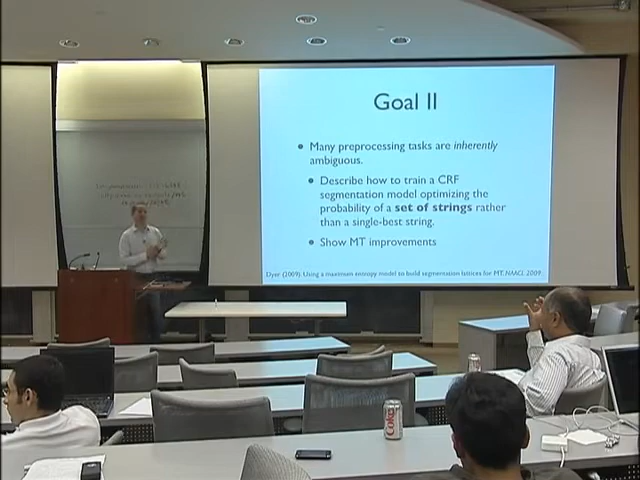 Goal II
• Many preprocessing tasks are inherently
ambiguous.
• Describe how to train a CRF
segmentation model optimizing the
probability of a set of strings rather
than a single-best string.
• Show MT improvements
Dyer (2009). Using a maximum entropy model to build segmentation lattices for MT. NAACL 2009.
Coke